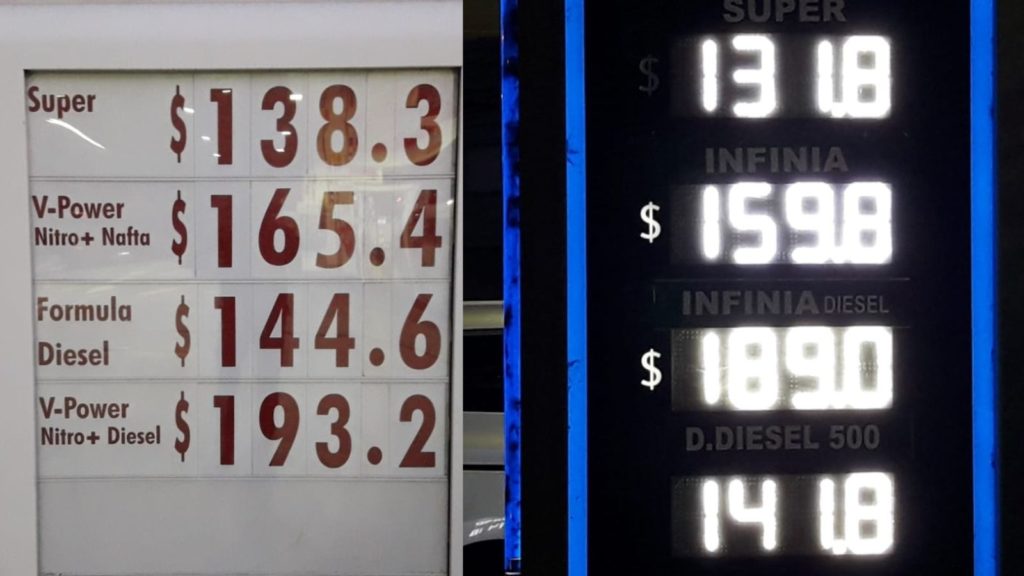 Super $138.3
V-Power $165.4
Nitro+ Nafta
Formula $144.6
Diesel
V-Power $193.2
Nitro+ Diesel
SUPER
$ 131.8
INFINIA
$ 159.8
INFINIA DIESEL
$ 189.0
D.DIESEL 500
141.8